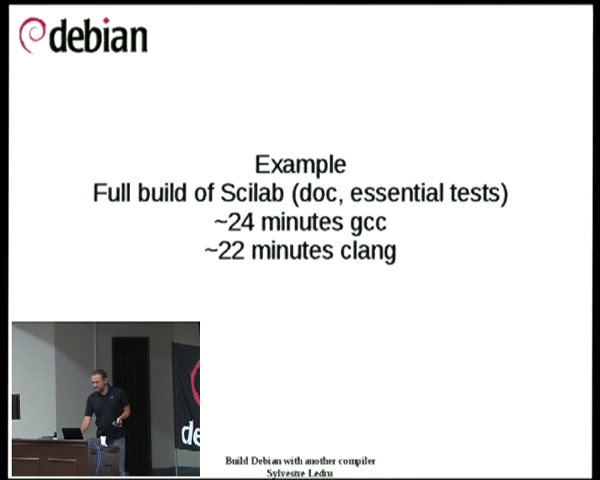 debian
Example
Full build of Scilab (doc, essential tests)
~24 minutes gcc
~22 minutes clang
de
Build Debian with another compiler
Sylvestre Ledru